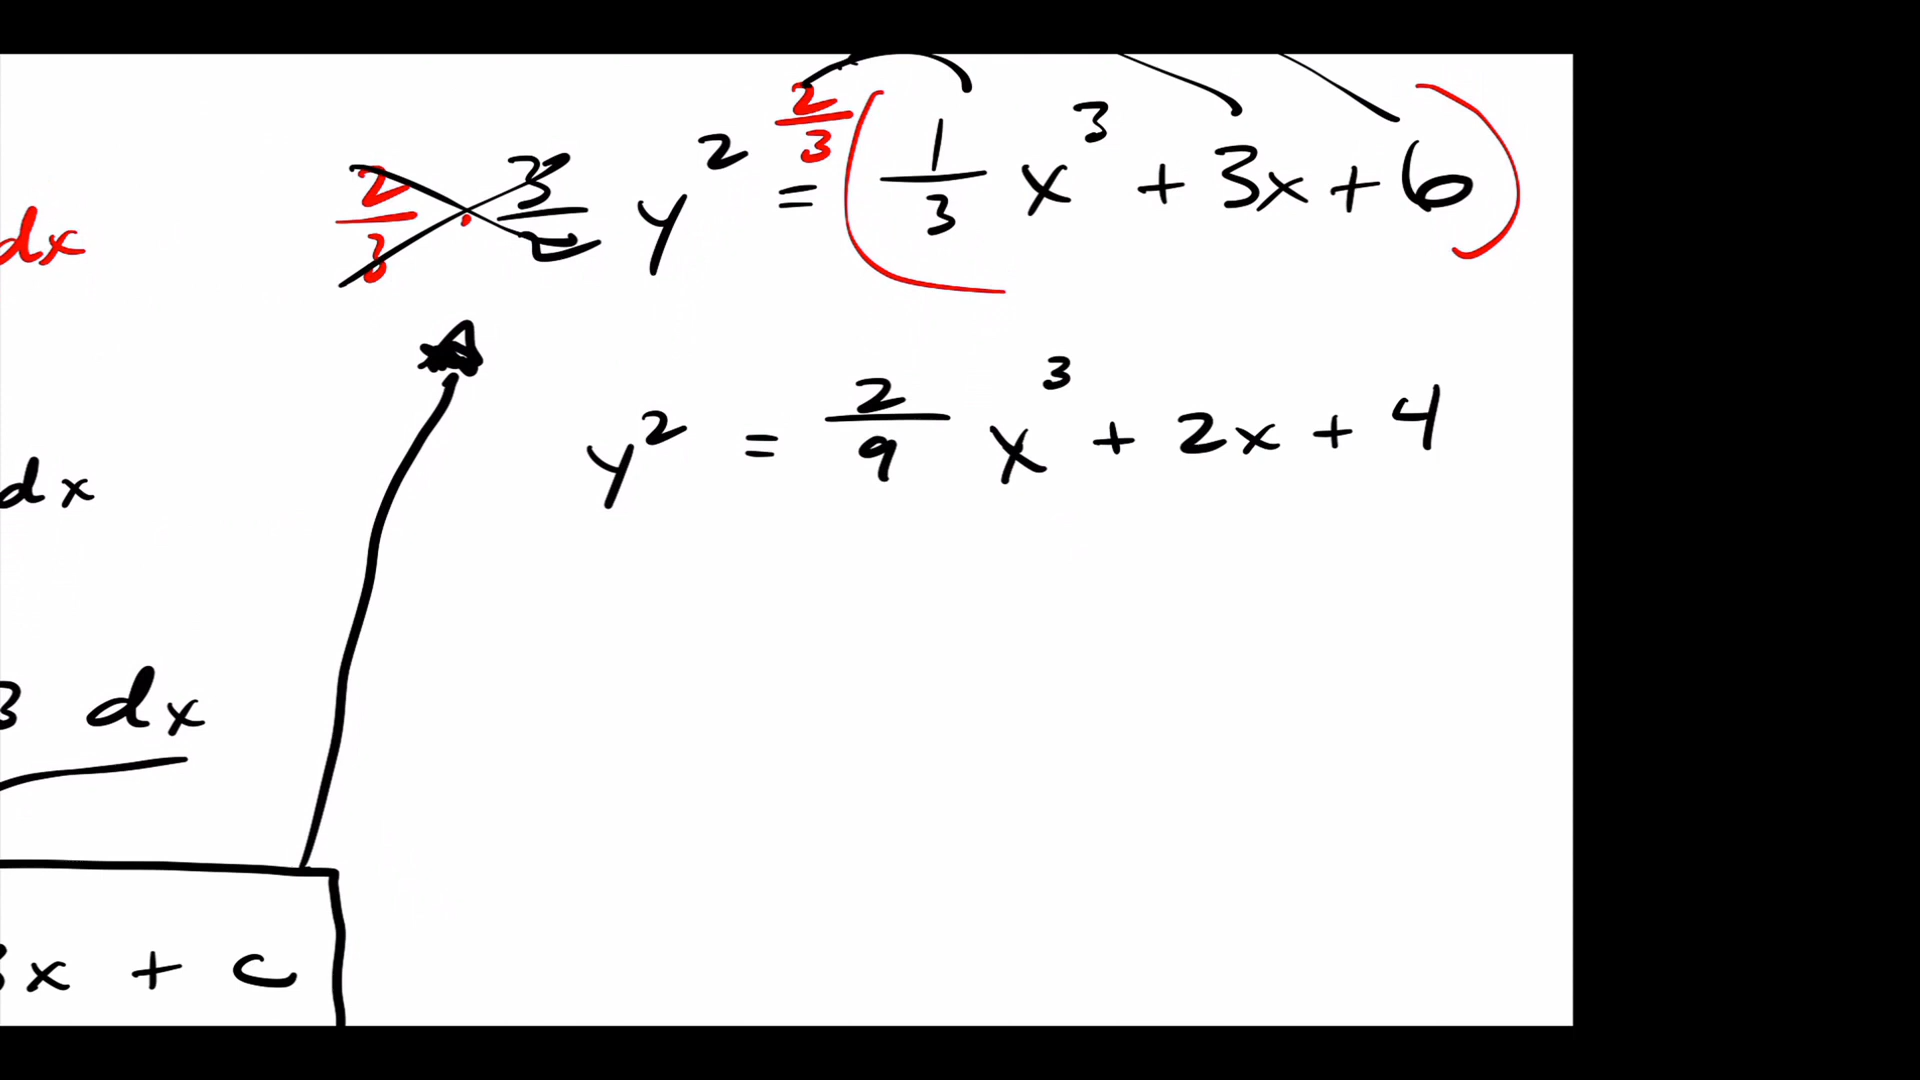 2/3 · 3/2 y² = 2/3 (1/3 x³ + 3x + 6)
dx
y² = 2/9 x³ + 2x + 4
dx
3 dx
3x + c